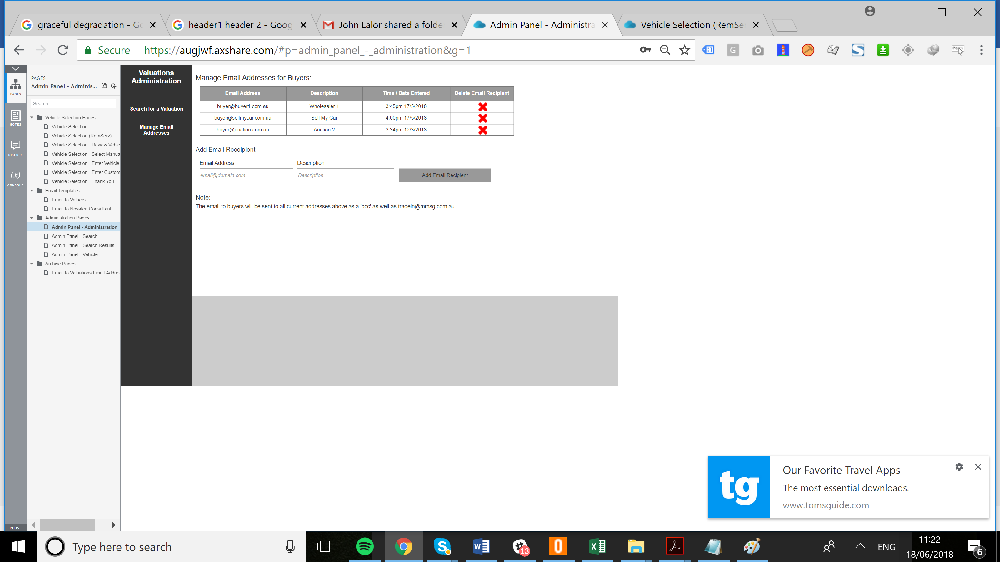 graceful degradation - Go
header1 header 2 - Goog
John Lalor shared a folde
Admin Panel - Administra
Vehicle Selection (RemSer
Secure
https://augjwf.axshare.com/#p=admin_panel_-_administration&g=1
PAGES
NOTES
DISCUSS
(x)
CONSOLE
CLOSE
PAGES
Admin Panel - Adminis...
Search
Vehicle Selection Pages
Vehicle Selection
Vehicle Selection (RemServ)
Vehicle Selection - Review Vehic
Vehicle Selection - Select Manua
Vehicle Selection - Enter Vehicle
Vehicle Selection - Enter Custom
Vehicle Selection - Thank You
Email Templates
Email to Valuers
Email to Novated Consultant
Administration Pages
Admin Panel - Administration
Admin Panel - Search
Admin Panel - Search Results
Admin Panel - Vehicle
Archive Pages
Email to Valuations Email Addres
Valuations
Administration
Search for a Valuation
Manage Email
Addresses
Manage Email Addresses for Buyers:
Email Address Description Time / Date Entered Delete Email Recipient
buyer@buyer1.com.au Wholesaler 1 3:45pm 17/5/2018
buyer@sellmycar.com.au Sell My Car 4:00pm 17/5/2018
buyer@auction.com.au Auction 2 2:34pm 12/3/2018
Add Email Receipient
Email Address Description
email@domain.com Description Add Email Recipient
Note:
The email to buyers will be sent to all current addresses above as a 'bcc' as well as tradein@mmsg.com.au
tg
Our Favorite Travel Apps
The most essential downloads.
www.tomsguide.com
Type here to search
13
ENG
11:22
18/06/2018
6